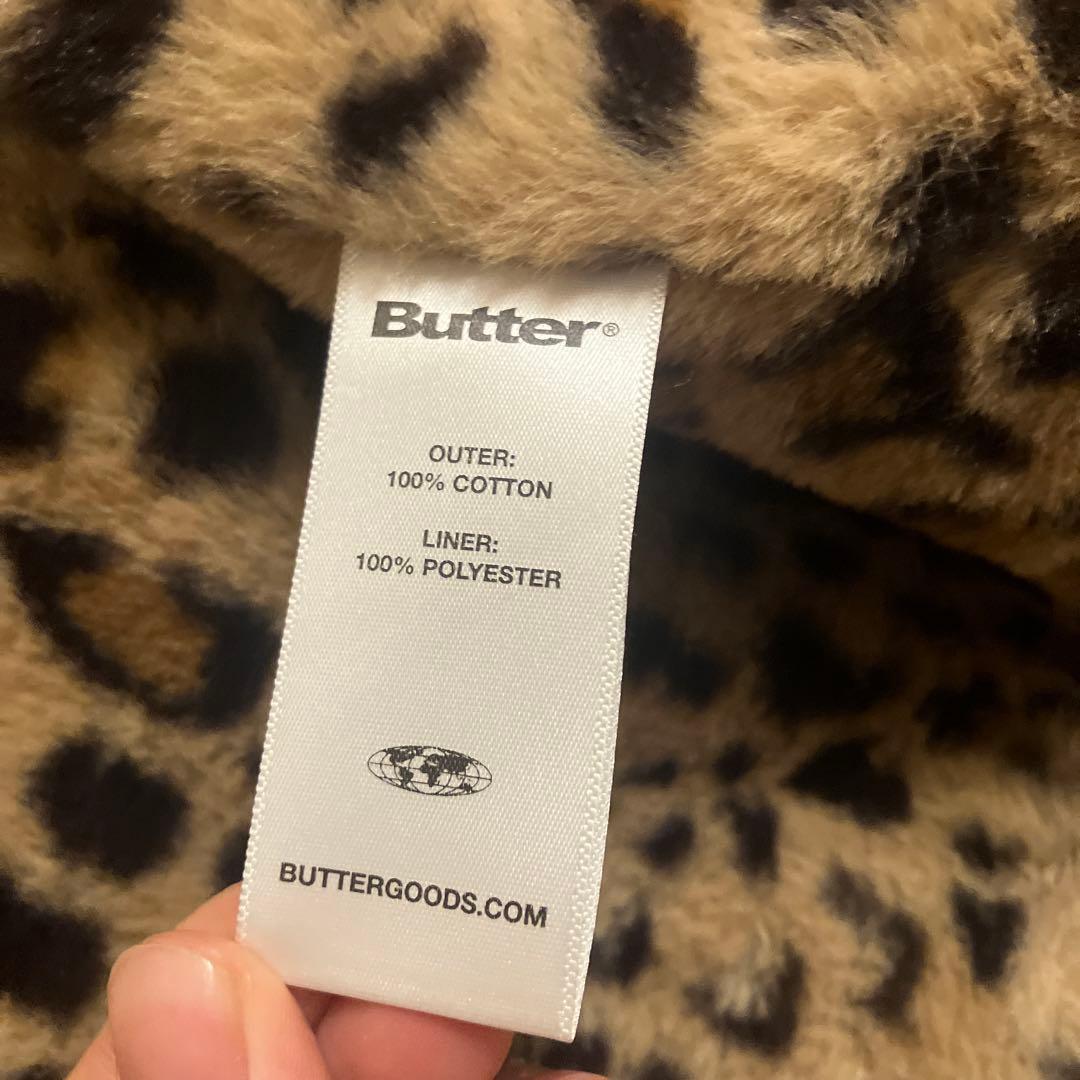 Butter®
OUTER:
100% COTTON
LINER:
100% POLYESTER
BUTTERGOODS.COM